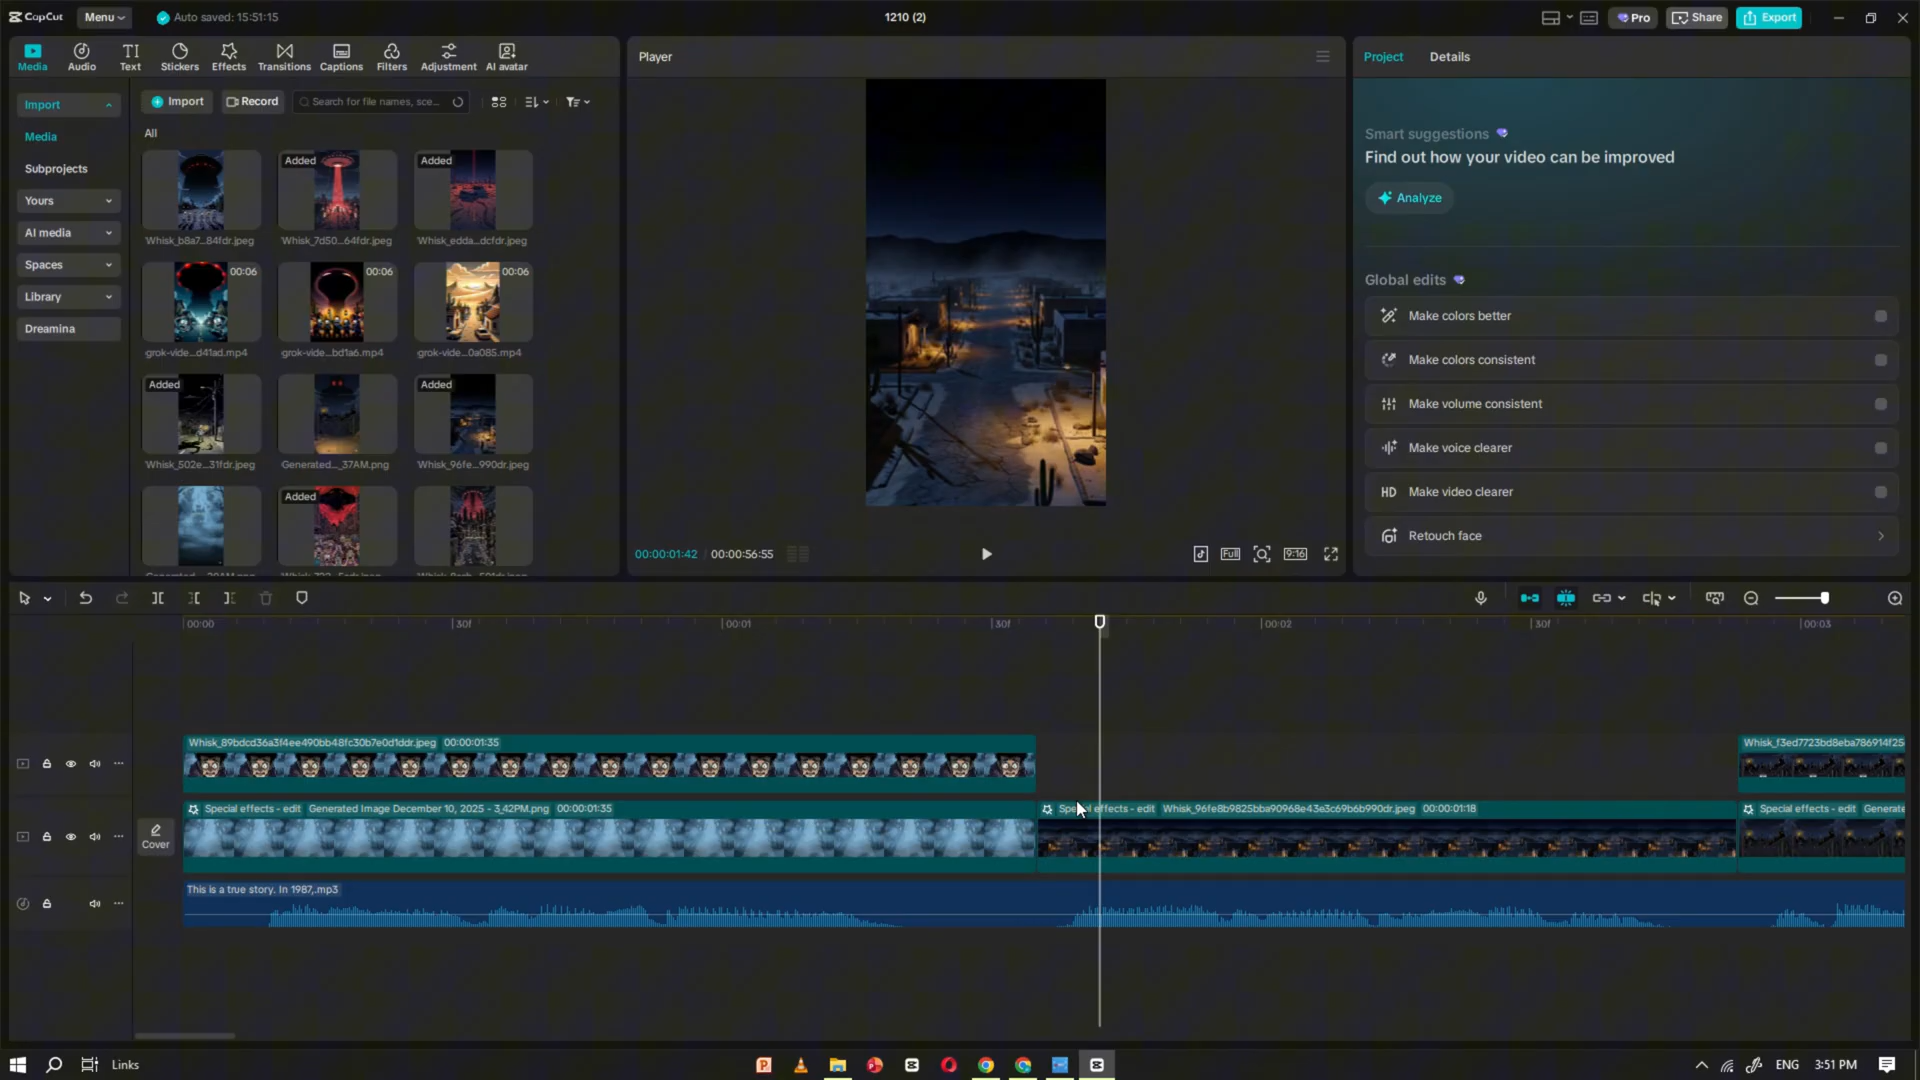 CapCut
Menu
Auto saved: 15:51:15
1210 (2)
Pro
Share
Export
Media
Audio
TI
Text
Stickers
Effects
Transitions
Captions
Filters
Adjustment
AI avatar
Player
Project
Details
Import
Media
Subprojects
Yours
AI media
Spaces
Library
Dreamina
Import
Record
Search for file names, sce...
All
Added
Added
Whisk_b8a7...84fdr.jpeg
Whisk_7d50...64fdr.jpeg
Whisk_edda...dcfdr.jpeg
00:06
00:06
00:06
grok-vide...d41ad.mp4
grok-vide...bd1a6.mp4
grok-vide...0a085.mp4
Added
Added
Whisk_502e...31fdr.jpeg
Generated..._37AM.png
Whisk_96fe...990dr.jpeg
Added
00:00:01:42 / 00:00:56:55
Full
9:16
Smart suggestions
Find out how your video can be improved
Analyze
Global edits
Make colors better
Make colors consistent
Make volume consistent
Make voice clearer
HD Make video clearer
Retouch face
00:00
30f
00:01
30f
00:02
30f
00:03
Whisk_89bdcd36a3f4ee490bb48fc30b7e0d1ddr.jpeg 00:00:01:35
Whisk_f3ed7723bd8eba786914f25
Special effects - edit Generated Image December 10, 2025 - 3_42PM.png 00:00:01:35
effects - edit Whisk_96fe8b9825bba90968e43e3c69b6b990dr.jpeg 00:00:01:18
Special effects - edit Generate
Cover
This is a true story. In 1987,.mp3
Links
ENG
3:51 PM